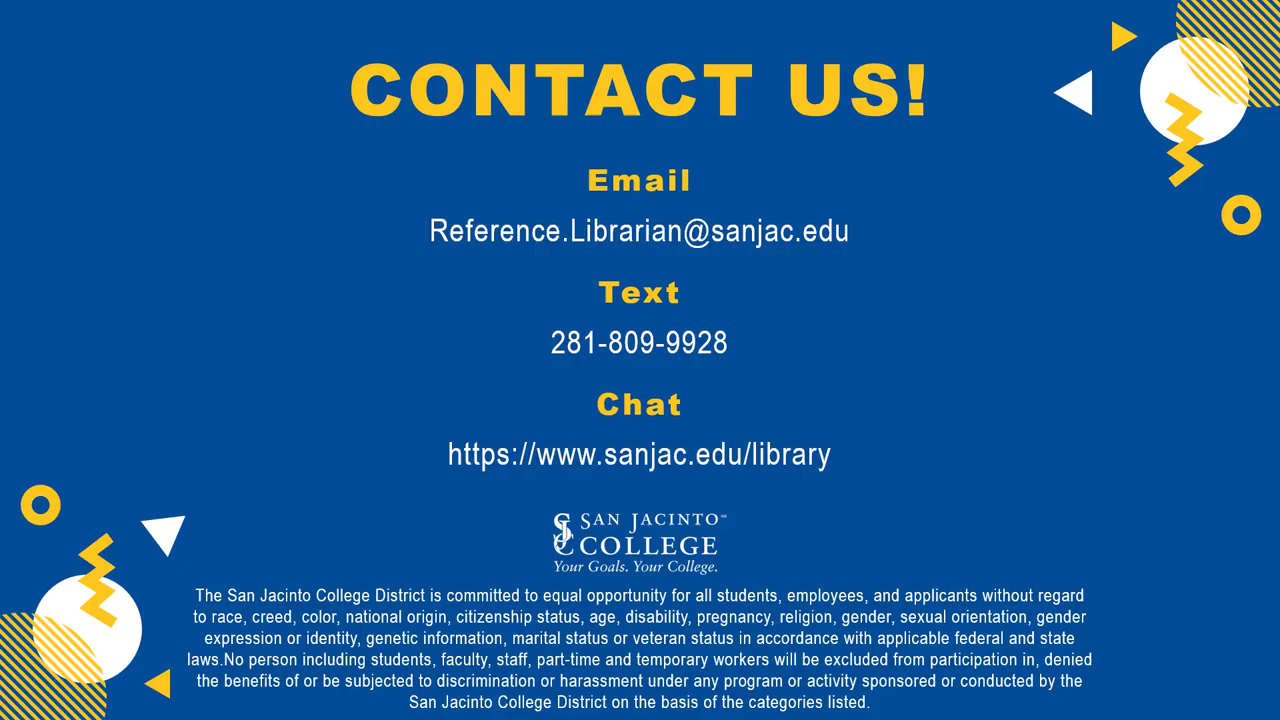 CONTACT US!
Email
Reference.Librarian@sanjac.edu
Text
281-809-9928
Chat
https://www.sanjac.edu/library
SAN JACINTO℠
COLLEGE
Your Goals. Your College.
The San Jacinto College District is committed to equal opportunity for all students, employees, and applicants without regard
to race, creed, color, national origin, citizenship status, age, disability, pregnancy, religion, gender, sexual orientation, gender
expression or identity, genetic information, marital status or veteran status in accordance with applicable federal and state
laws.No person including students, faculty, staff, part-time and temporary workers will be excluded from participation in, denied
the benefits of or be subjected to discrimination or harassment under any program or activity sponsored or conducted by the
San Jacinto College District on the basis of the categories listed.